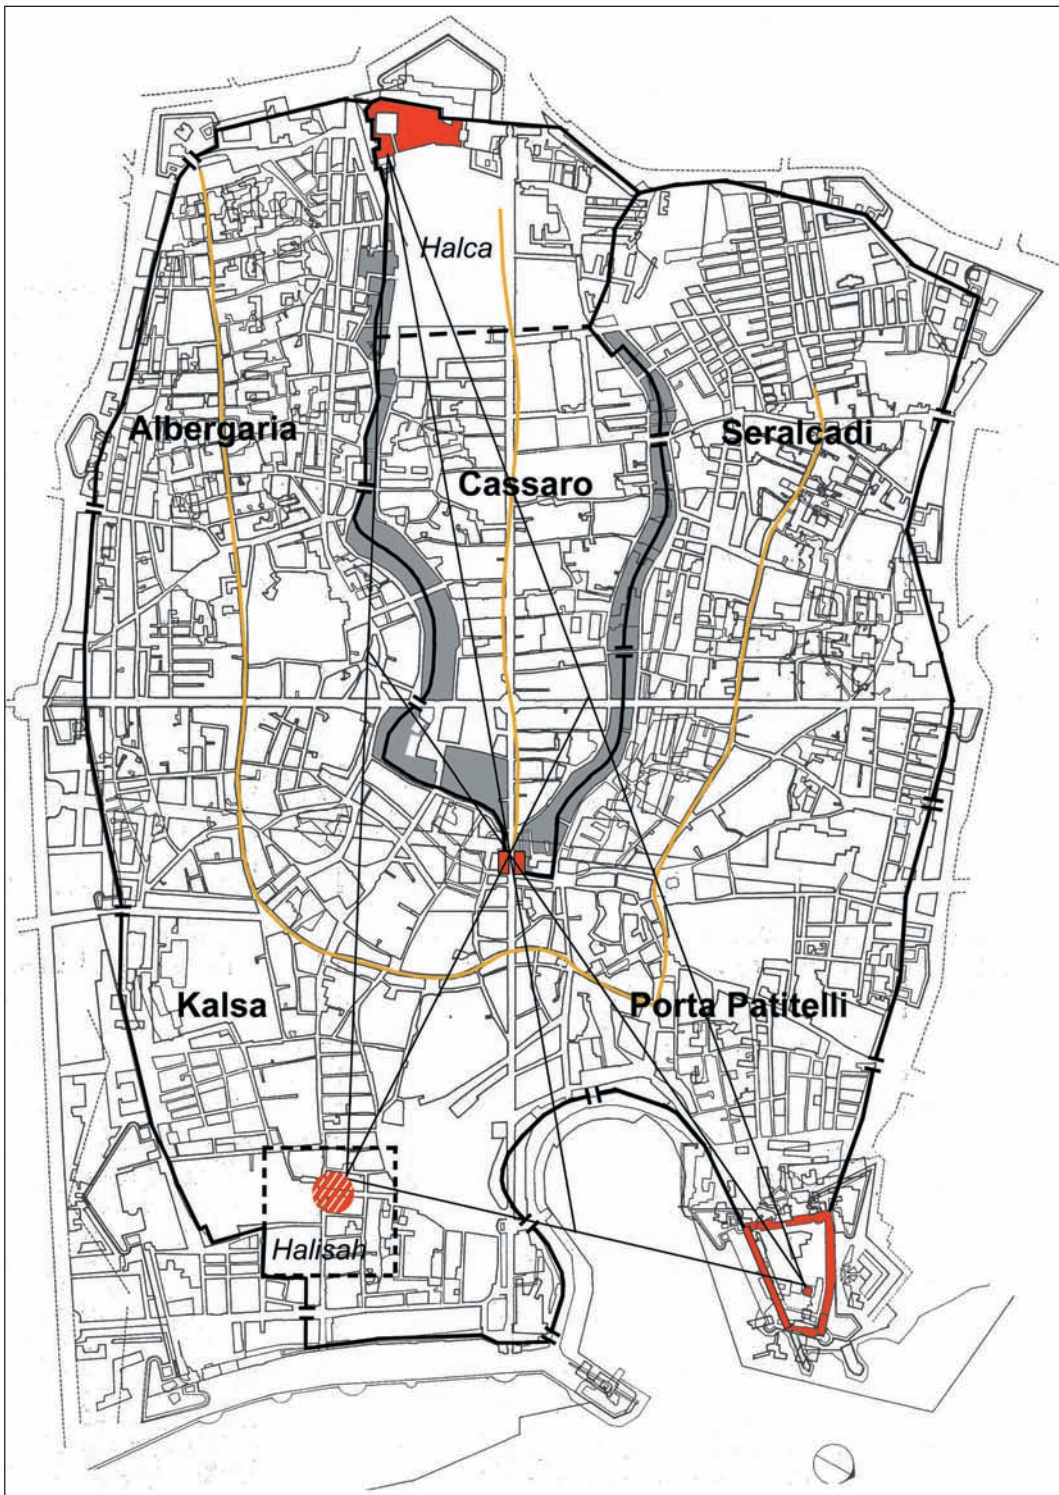 Halca
Albergaria
Seralcadi
Cassaro
Kalsa
Porta Patitelli
Halisah